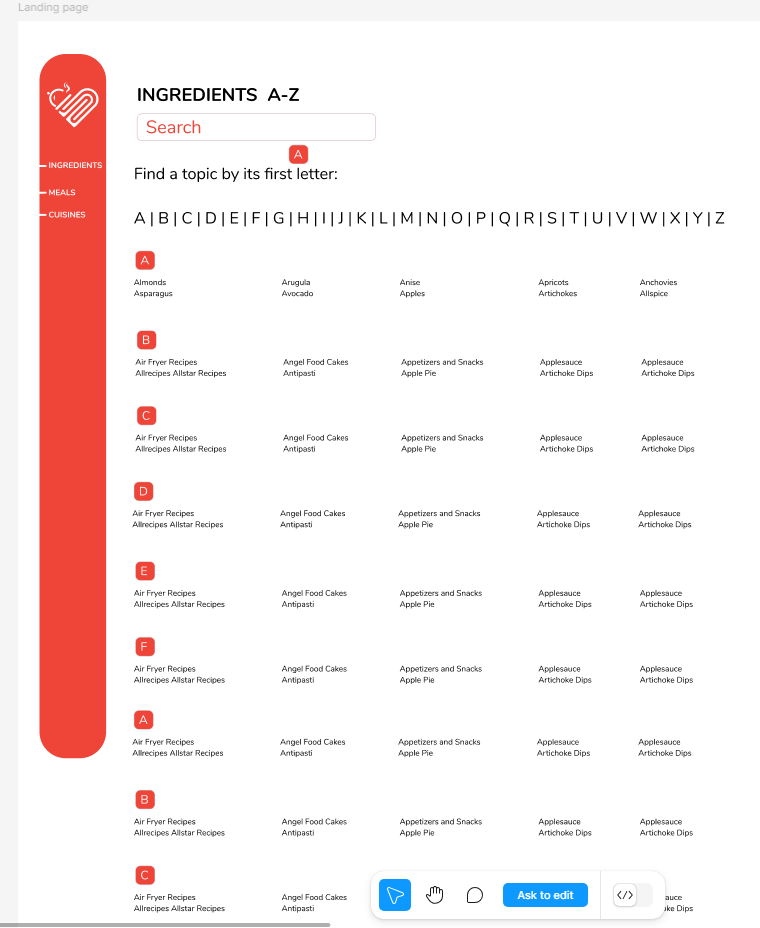 Landing page
INGREDIENTS A-Z
Search
A
Find a topic by its first letter:
INGREDIENTS
MEALS
CUISINES
A | B | C | D | E | F | G | H | I | J | K | L | M | N | O | P | Q | R | S | T | U | V | W | X | Y | Z
A
Almonds Arugula Anise Apricots Anchovies
Asparagus Avocado Apples Artichokes Allspice
B
Air Fryer Recipes Angel Food Cakes Appetizers and Snacks Applesauce Applesauce
Allrecipes Allstar Recipes Antipasti Apple Pie Artichoke Dips Artichoke Dips
C
Air Fryer Recipes Angel Food Cakes Appetizers and Snacks Applesauce Applesauce
Allrecipes Allstar Recipes Antipasti Apple Pie Artichoke Dips Artichoke Dips
D
Air Fryer Recipes Angel Food Cakes Appetizers and Snacks Applesauce Applesauce
Allrecipes Allstar Recipes Antipasti Apple Pie Artichoke Dips Artichoke Dips
E
Air Fryer Recipes Angel Food Cakes Appetizers and Snacks Applesauce Applesauce
Allrecipes Allstar Recipes Antipasti Apple Pie Artichoke Dips Artichoke Dips
F
Air Fryer Recipes Angel Food Cakes Appetizers and Snacks Applesauce Applesauce
Allrecipes Allstar Recipes Antipasti Apple Pie Artichoke Dips Artichoke Dips
A
Air Fryer Recipes Angel Food Cakes Appetizers and Snacks Applesauce Applesauce
Allrecipes Allstar Recipes Antipasti Apple Pie Artichoke Dips Artichoke Dips
B
Air Fryer Recipes Angel Food Cakes Appetizers and Snacks Applesauce Applesauce
Allrecipes Allstar Recipes Antipasti Apple Pie Artichoke Dips Artichoke Dips
C
Air Fryer Recipes Angel Food Cakes
Allrecipes Allstar Recipes Antipasti Dips
Ask to edit </>